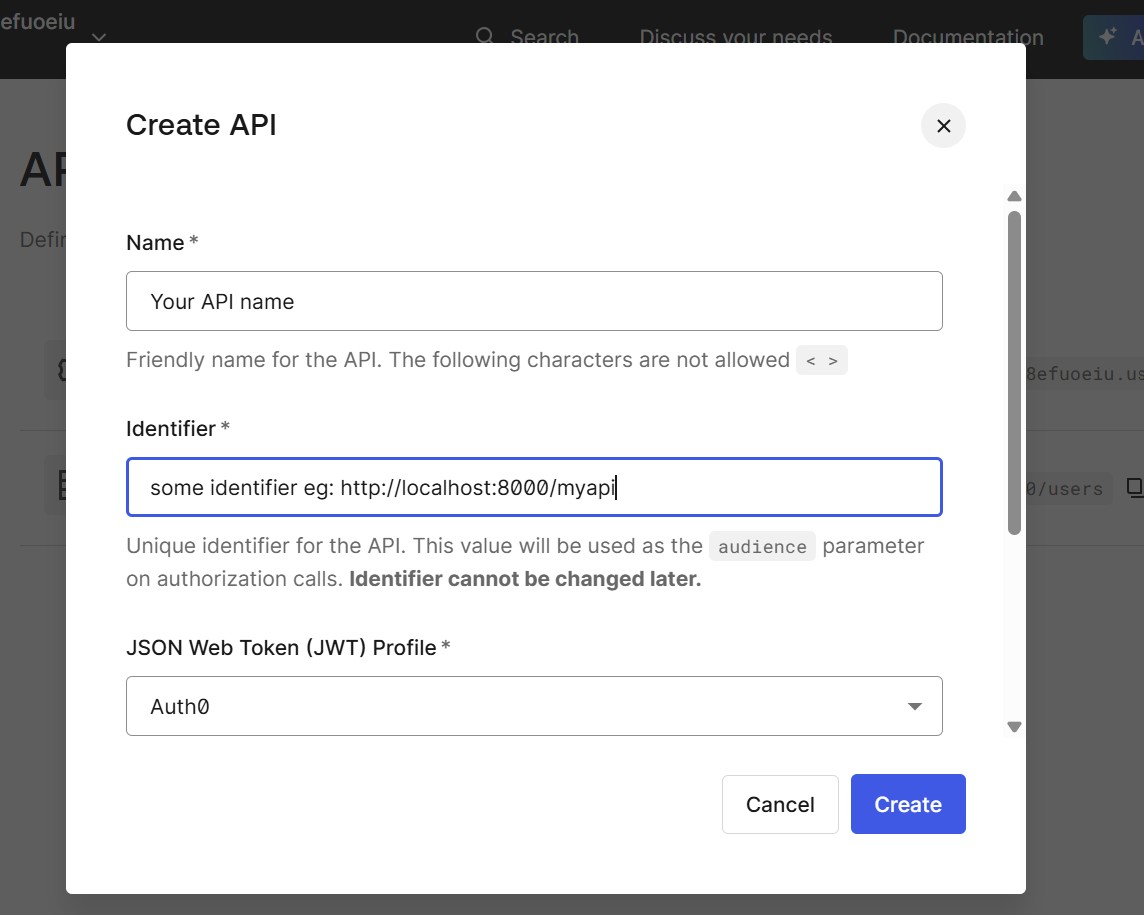 efuoeiu
Search
Discuss your needs
Documentation
Create API
Name *
Your API name
Friendly name for the API. The following characters are not allowed < >
Identifier *
8efuoeiu.us
some identifier eg: http://localhost:8000/myapi
0/users
Unique identifier for the API. This value will be used as the audience parameter
on authorization calls. Identifier cannot be changed later.
JSON Web Token (JWT) Profile *
Auth0
Cancel
Create